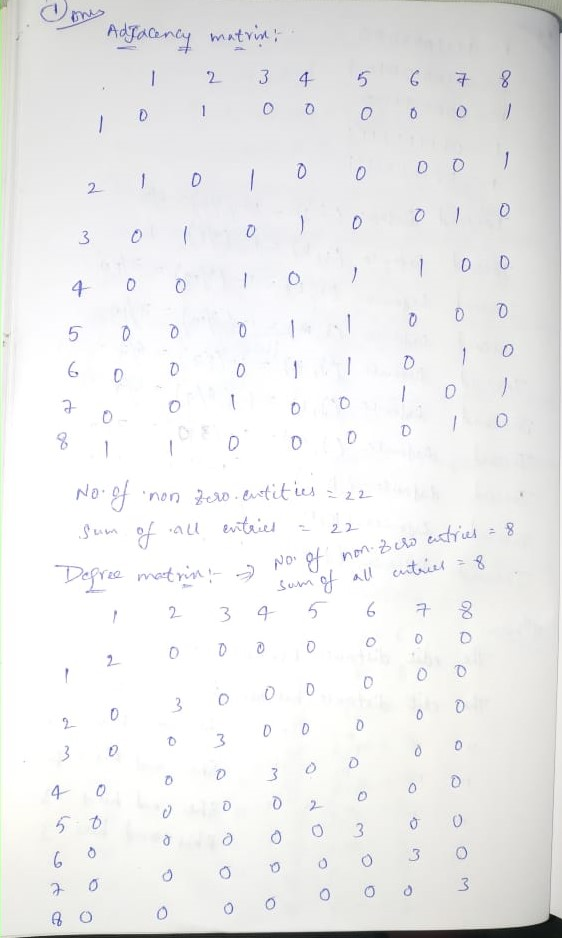 ① Ans
Adjacency matrix:-
1 2 3 4 5 6 7 8
1 0 1 0 0 0 0 0 1
2 1 0 1 0 0 0 0 1
3 0 1 0 1 0 0 1 0
4 0 0 1 0 1 1 0 0
5 0 0 0 1 1 0 0 0
6 0 0 0 1 1 0 1 0
7 0 0 1 0 0 1 0 1
8 1 1 0 0 0 0 1 0
No. of non zero entities = 22
Sum of all entries = 22
Degree matrix:- → No. of non-zero entries = 8
sum of all entries = 8
1 2 3 4 5 6 7 8
1 2 0 0 0 0 0 0 0
2 0 3 0 0 0 0 0 0
3 0 0 3 0 0 0 0 0
4 0 0 0 3 0 0 0 0
5 0 0 0 0 2 0 0 0
6 0 0 0 0 0 3 0 0
7 0 0 0 0 0 0 3 0
8 0 0 0 0 0 0 0 3